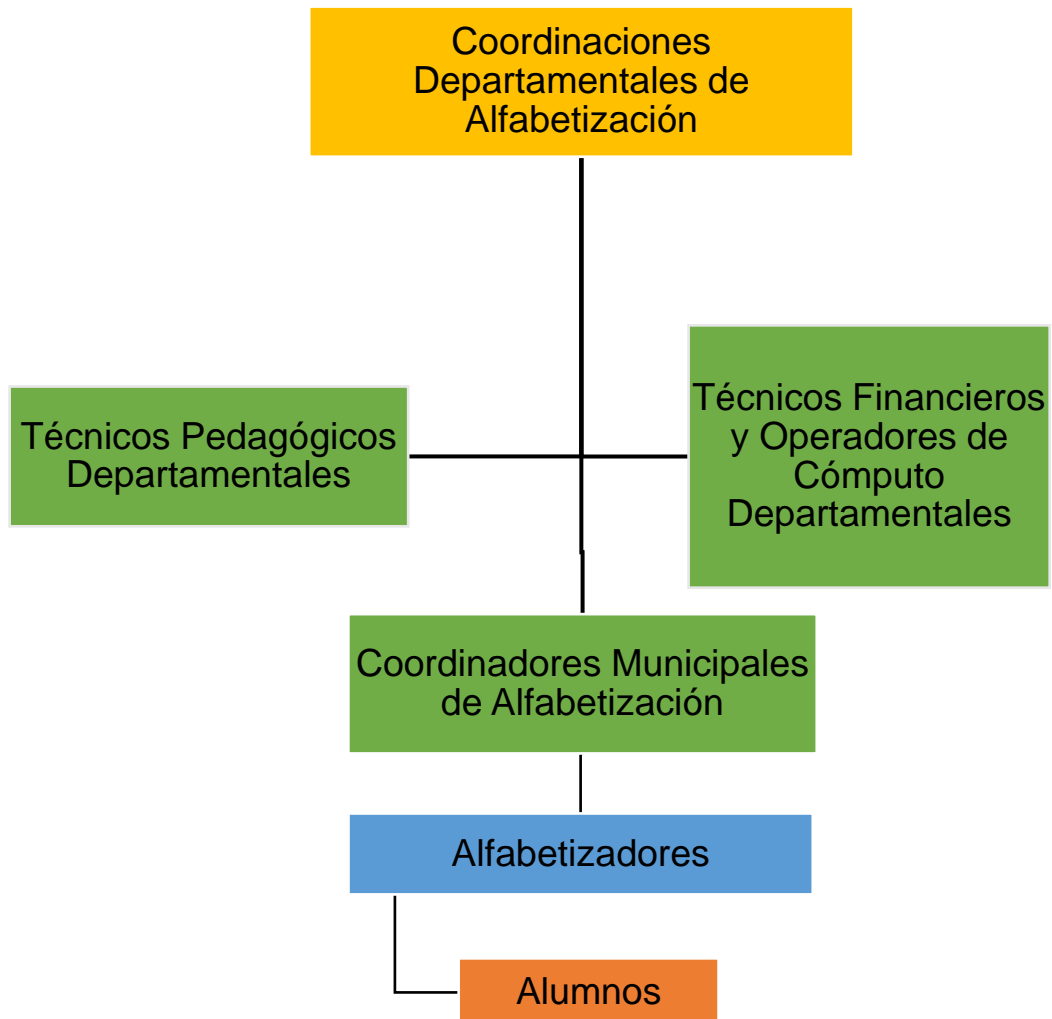 Coordinaciones
Departamentales de
Alfabetización
Técnicos Pedagógicos
Departamentales
Técnicos Financieros
y Operadores de
Cómputo
Departamentales
Coordinadores Municipales
de Alfabetización
Alfabetizadores
Alumnos